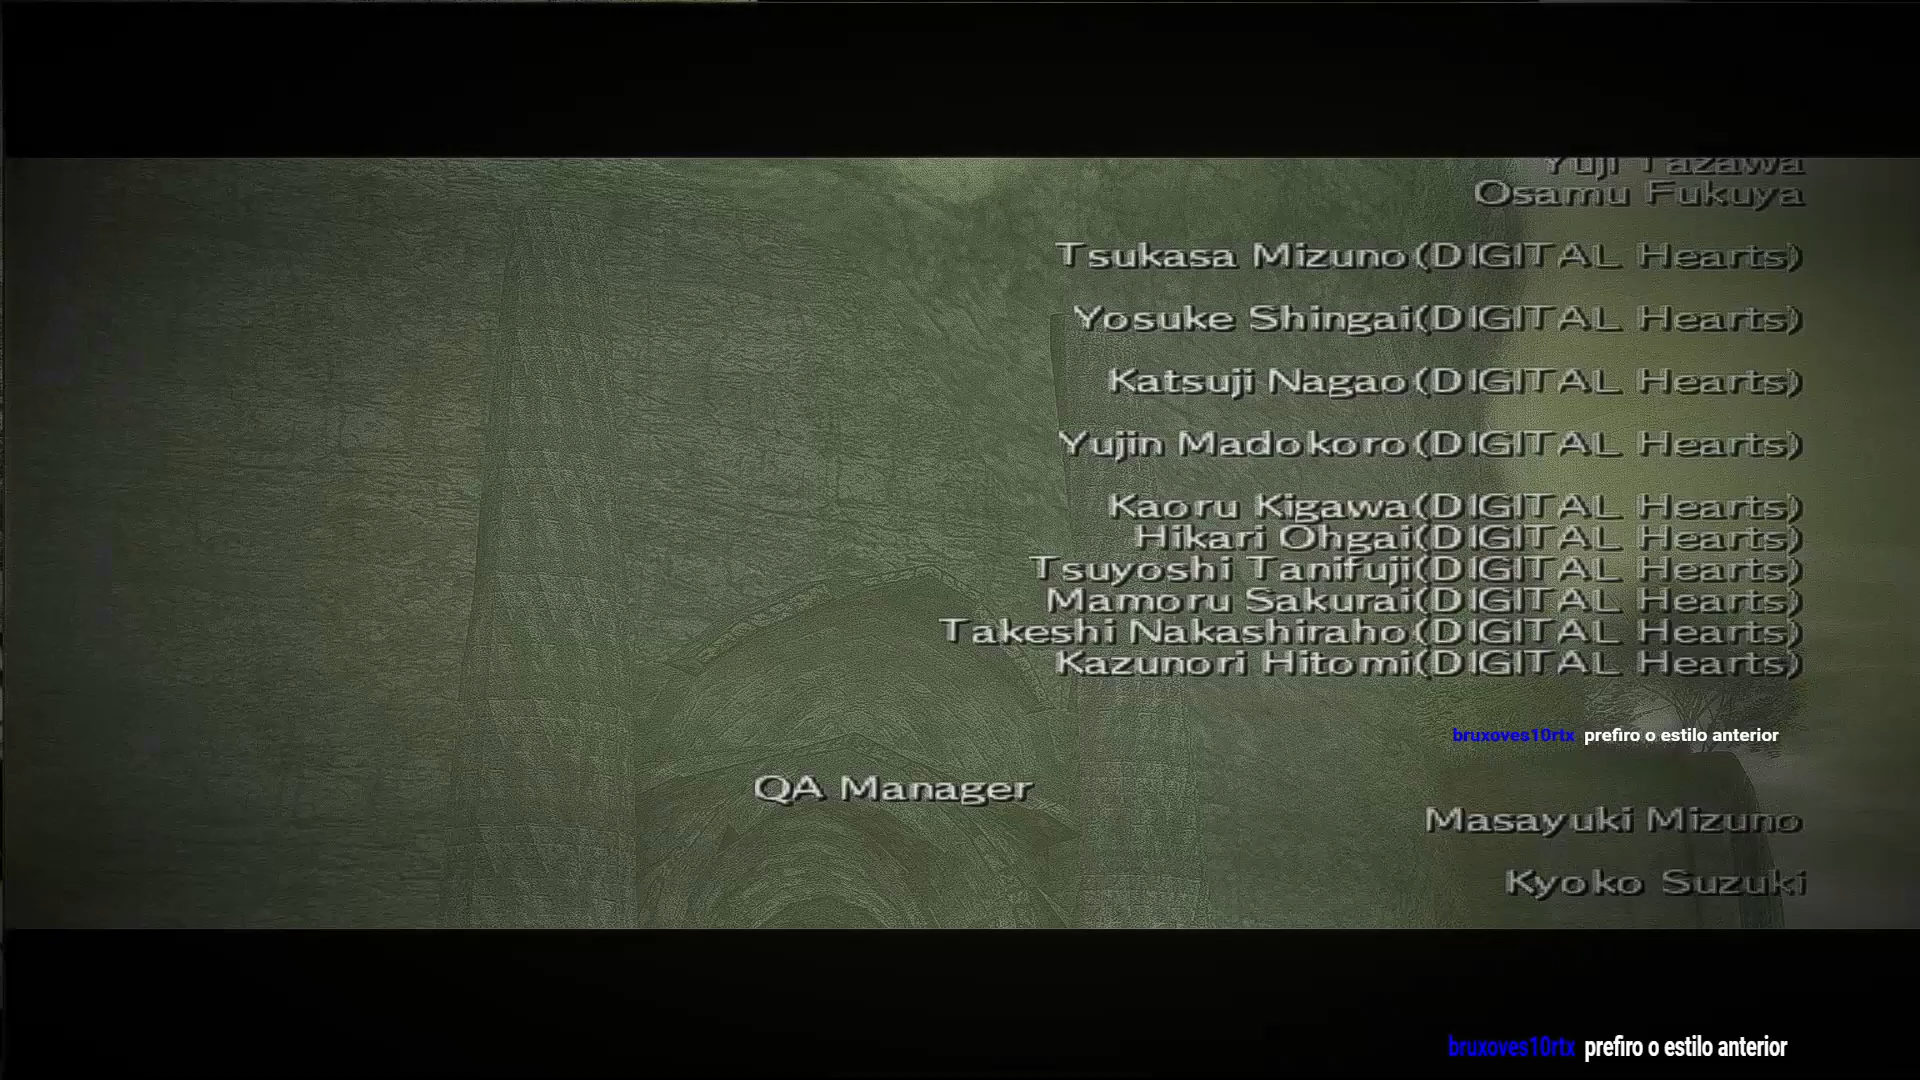 Yuji Tazawa
Osamu Fukuya
Tsukasa Mizuno(DIGITAL Hearts)
Yosuke Shingai(DIGITAL Hearts)
Katsuji Nagao(DIGITAL Hearts)
Yujin Madokoro(DIGITAL Hearts)
Kaoru Kigawa(DIGITAL Hearts)
Hikari Ohgai(DIGITAL Hearts)
Tsuyoshi Tanifuji(DIGITAL Hearts)
Mamoru Sakurai(DIGITAL Hearts)
Takeshi Nakashiraho(DIGITAL Hearts)
Kazunori Hitomi(DIGITAL Hearts)
bruxoves10rtx prefiro o estilo anterior
QA Manager
Masayuki Mizuno
Kyoko Suzuki
bruxoves10rtx prefiro o estilo anterior